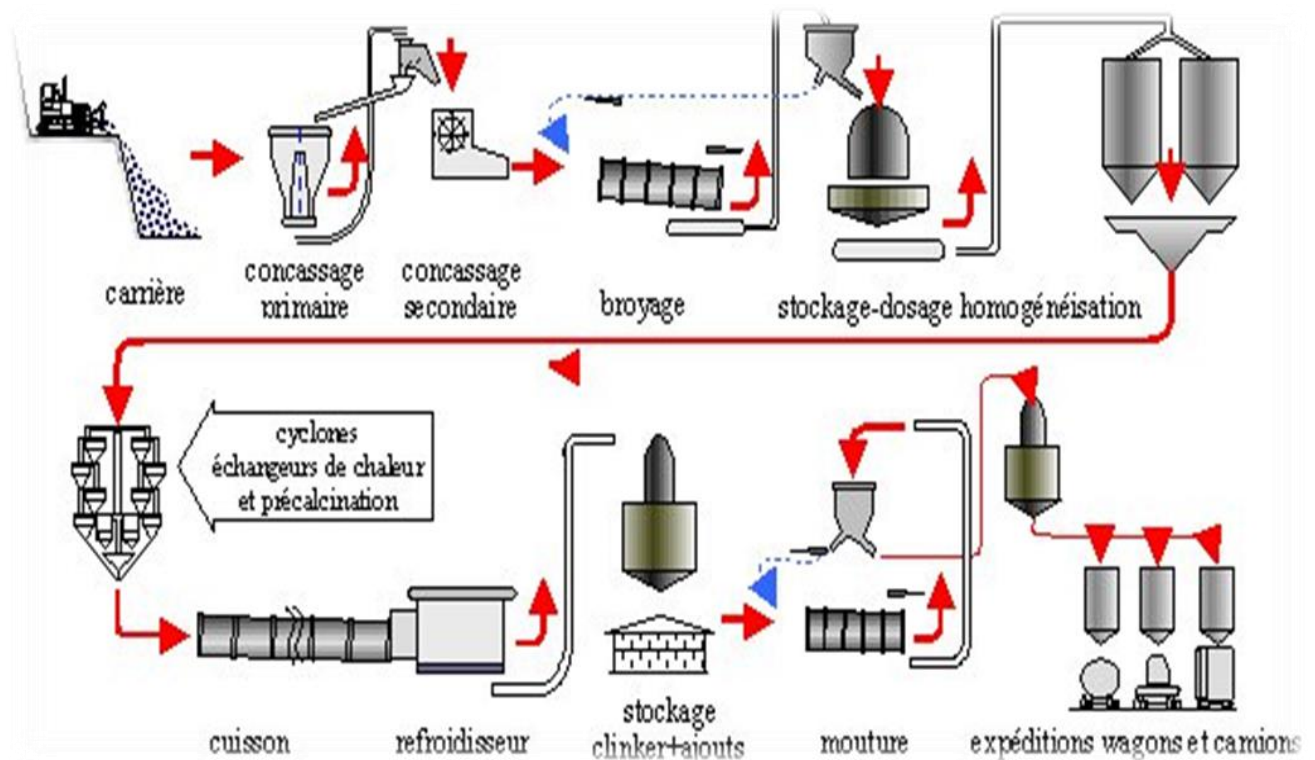 carrière
concassage
primaire
concassage
secondaire
broyage
stockage-dosage homogénéisation
cyclones
échangeurs de chaleur
et précalcination
cuisson
refroidisseur
stockage
clinker+ajouts
mouture
expéditions wagons et camions